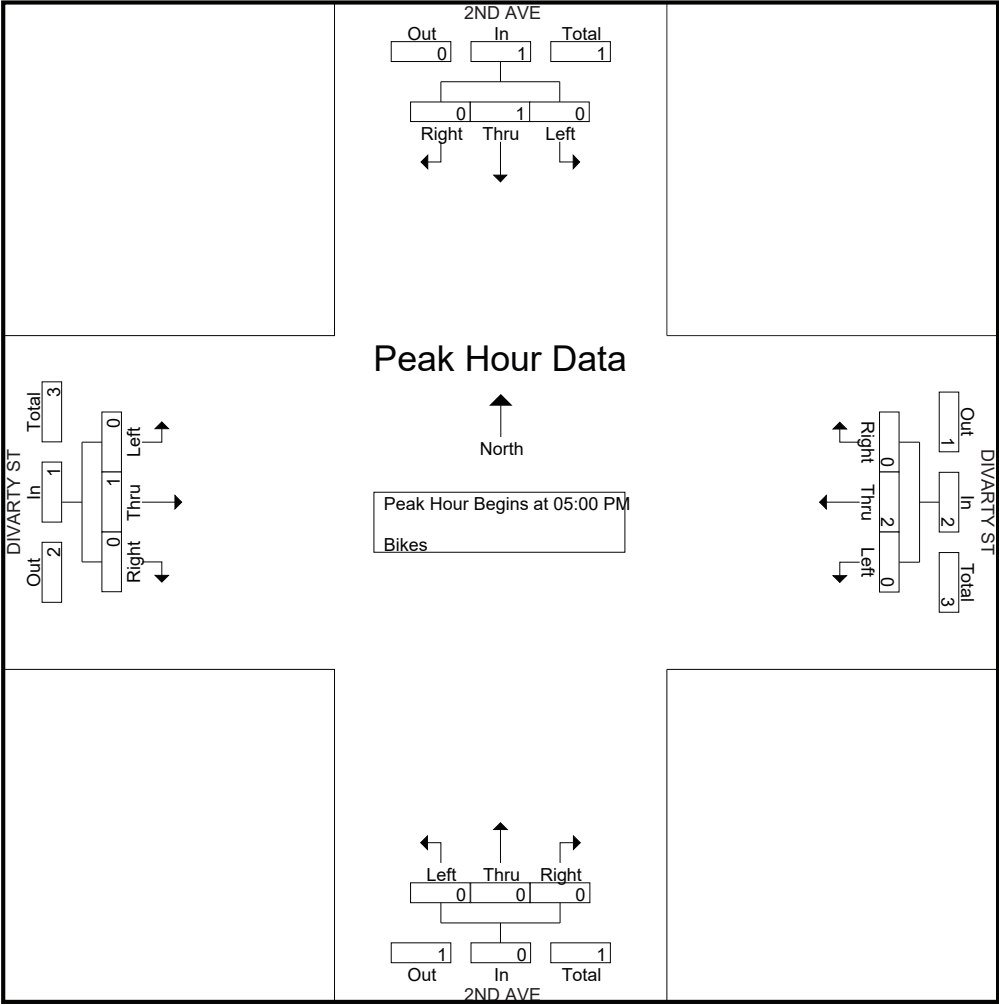 2ND AVE
Out In Total
0 1 1
0 1 0
Right Thru Left
Peak Hour Data
North
Peak Hour Begins at 05:00 PM
Bikes
DIVARTY ST
Total In Out
3 1 2
0 1 0
Left Thru Right
Right Thru Left
0 2 0
Out In Total
1 2 3
DIVARTY ST
Left Thru Right
0 0 0
1 0 1
Out In Total
2ND AVE